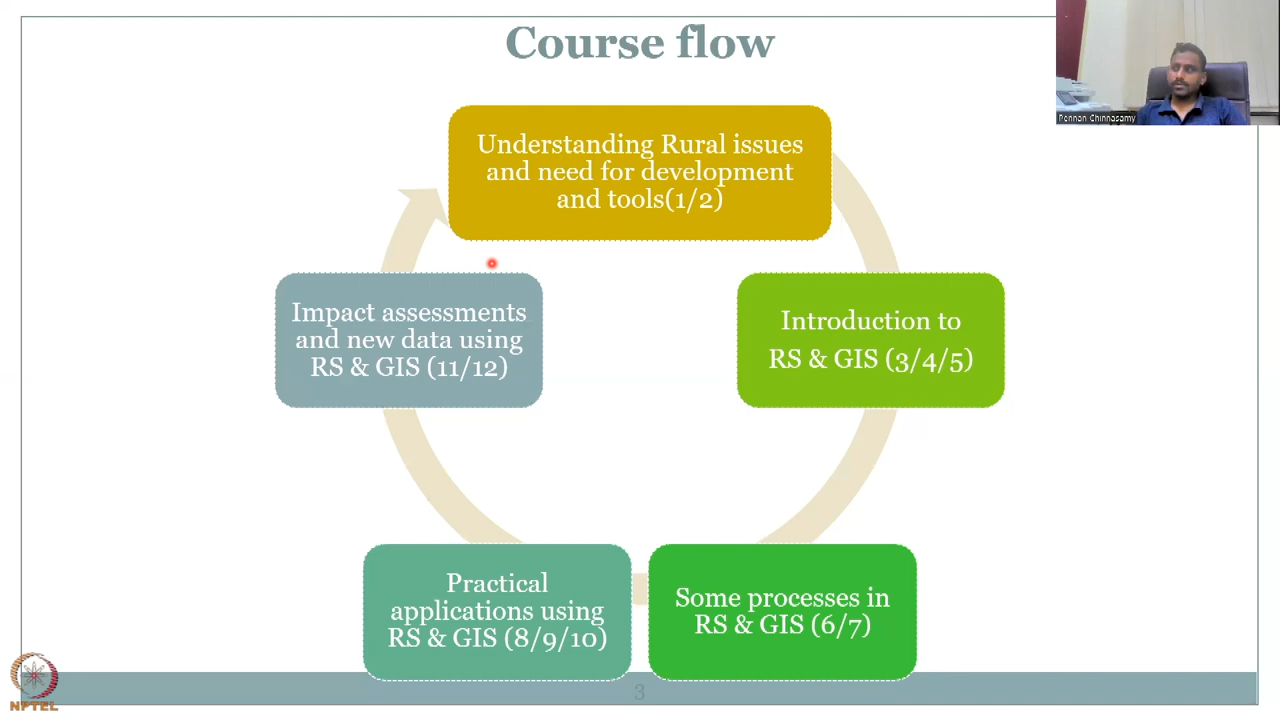 Course flow
Pennan Chinnasamy
Understanding Rural issues
and need for development
and tools(1/2)
Introduction to
RS & GIS (3/4/5)
Some processes in
RS & GIS (6/7)
Practical
applications using
RS & GIS (8/9/10)
Impact assessments
and new data using
RS & GIS (11/12)
3
NPTEL